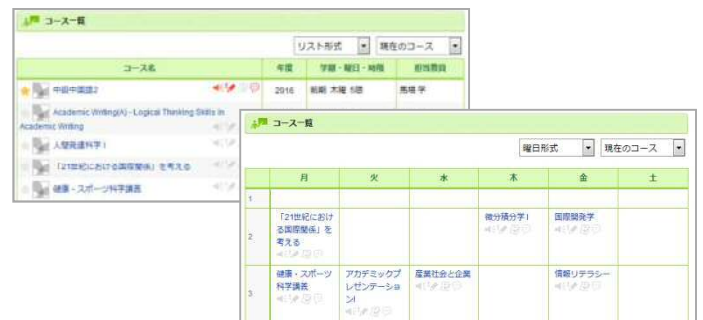 コース一覧
リスト形式 現在のコース
コース名 年度 学期・曜日・時限 担当教員
中級中国語2 2016 前期 木曜 5限 馬場 学
Academic Writing(A) - Logical Thinking Skills in
Academic Writing
人間発達科学 I
「21世紀における国際関係」を考える
健康・スポーツ科学講義
コース一覧
曜日形式 現在のコース
月 火 水 木 金 土
1
2
「21世紀におけ
る国際関係」を
考える
微分積分学 I
国際開発学
3
健康・スポーツ
科学講義
アカデミックプ
レゼンテーショ
ンI
産業社会と企業
情報リテラシー